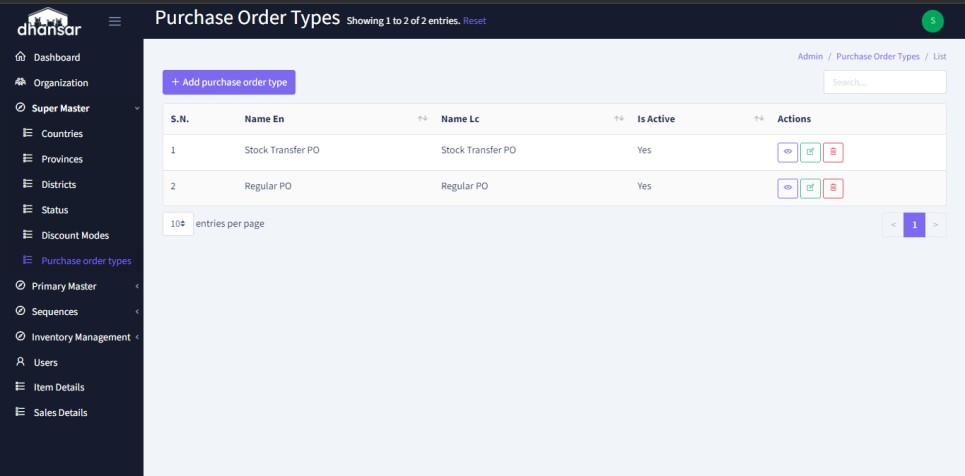 dhansar
Purchase Order Types Showing 1 to 2 of 2 entries. Reset
S
Dashboard
Organization
Super Master
Countries
Provinces
Districts
Status
Discount Modes
Purchase order types
Primary Master
Sequences
Inventory Management
Users
Item Details
Sales Details
Admin / Purchase Order Types / List
+ Add purchase order type
Search...
S.N. Name En Name Lc Is Active Actions
1 Stock Transfer PO Stock Transfer PO Yes
2 Regular PO Regular PO Yes
10 entries per page
< 1 >